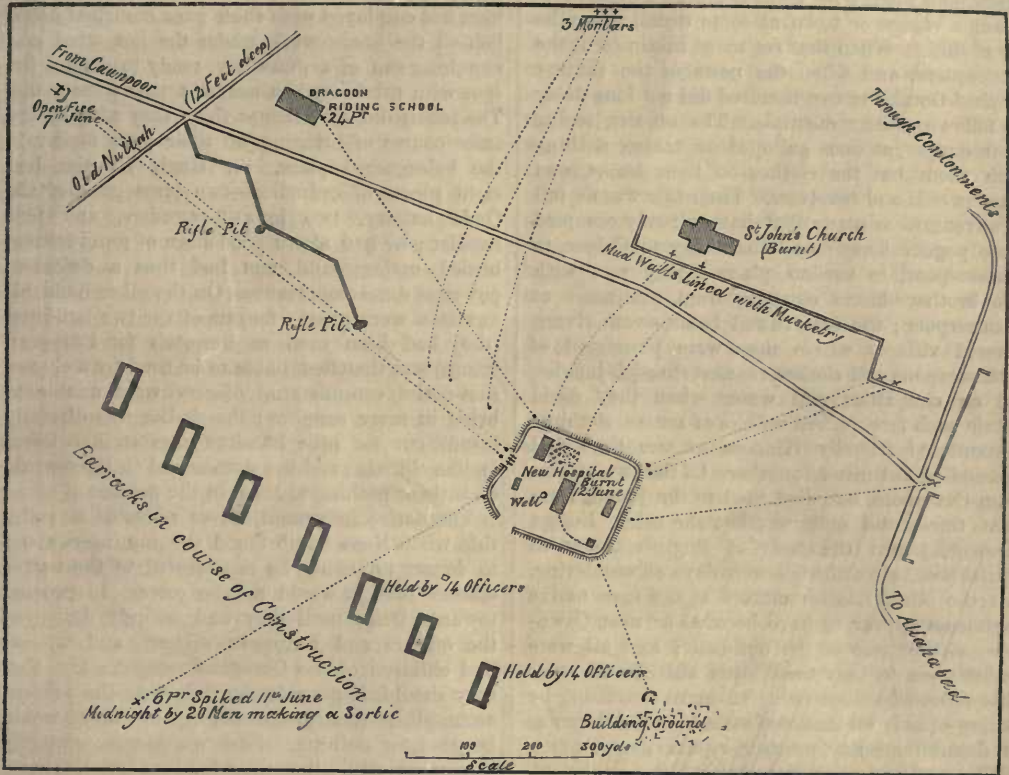 3 Mortars
From Cawnpoor
(12 Feet deep)
Open Fire
7th June
Old Nullah
DRAGOON
RIDING SCHOOL
24 Pr
Through Cantonments
Rifle Pit
St John's Church
(Burnt)
Mud Walls lined with Musketry
Rifle Pit
New Hospital
Burnt
12 June
Well
Barracks in course of Construction
Held by 14 Officers
Held by 14 Officers
To Allahabad
6 Pr Spiked 11th June
Midnight by 20 Men making a Sortie
Building Ground
100 200 300 yds
Scale